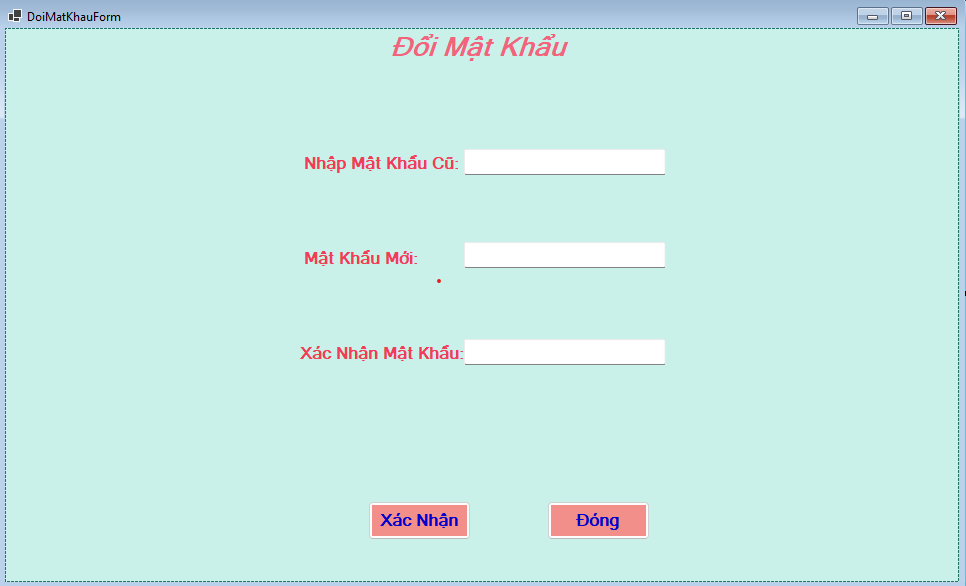 DoiMatKhauForm
Đổi Mật Khẩu
Nhập Mật Khẩu Cũ:
Mật Khẩu Mới:
Xác Nhận Mật Khẩu:
Xác Nhận Đóng